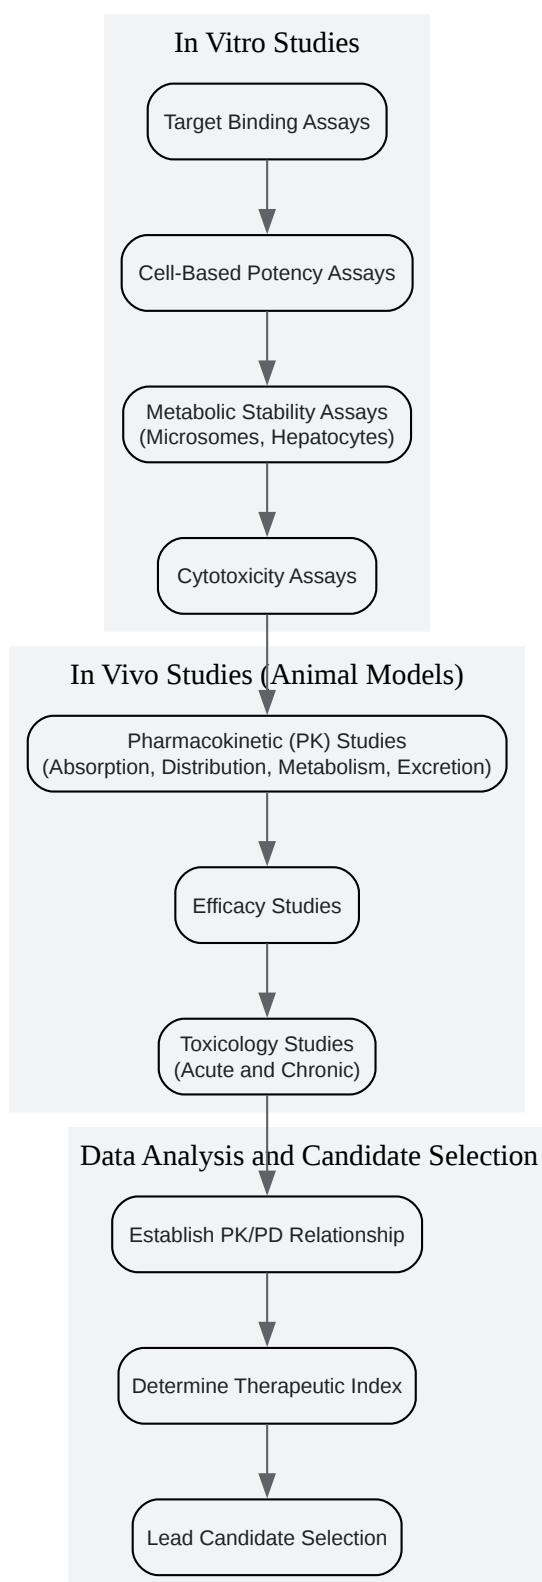 In Vitro Studies
Target Binding Assays
Cell-Based Potency Assays
Metabolic Stability Assays
(Microsomes, Hepatocytes)
Cytotoxicity Assays
In Vivo Studies (Animal Models)
Pharmacokinetic (PK) Studies
(Absorption, Distribution, Metabolism, Excretion)
Efficacy Studies
Toxicology Studies
(Acute and Chronic)
Data Analysis and Candidate Selection
Establish PK/PD Relationship
Determine Therapeutic Index
Lead Candidate Selection